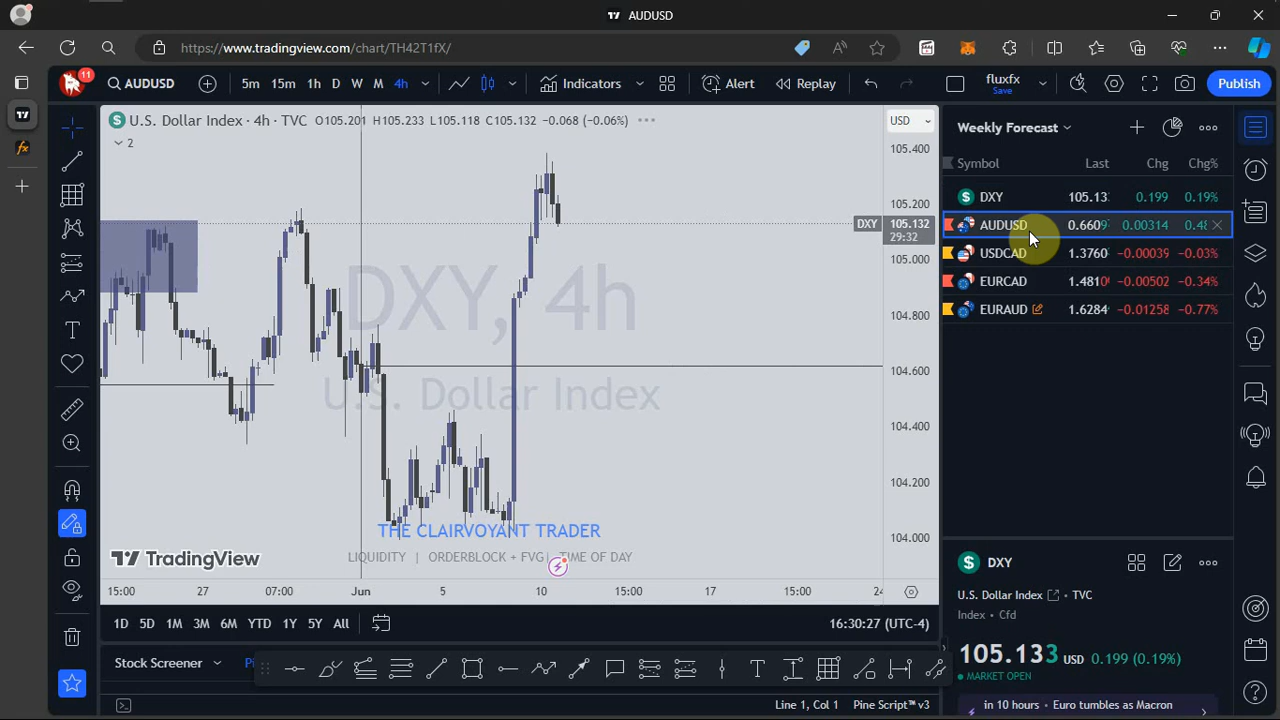 AUDUSD
https://www.tradingview.com/chart/TH42T1fX/
11
AUDUSD
5m 15m 1h D W M 4h
Indicators
Alert
Replay
fluxfx
Save
Publish
U.S. Dollar Index · 4h · TVC O105.201 H105.233 L105.118 C105.132 −0.068 (−0.06%)
USD
2
Weekly Forecast
Symbol Last Chg Chg%
DXY 105.13 0.199 0.19%
AUDUSD 0.6609 0.00314 0.48
USDCAD 1.3760 −0.00039 −0.03%
EURCAD 1.4810 −0.00502 −0.34%
EURAUD 1.6284 −0.01258 −0.77%
105.400
105.200
DXY 105.132
29:32
105.000
104.800
104.600
104.400
104.200
104.000
DXY, 4h
U.S. Dollar Index
THE CLAIRVOYANT TRADER
LIQUIDITY | ORDERBLOCK + FVG | TIME OF DAY
TradingView
15:00 27 07:00 Jun 5 10 15:00 17 15:00 24
1D 5D 1M 3M 6M YTD 1Y 5Y All
16:30:27 (UTC-4)
Stock Screener
Line 1, Col 1 Pine Script™ v3
DXY
U.S. Dollar Index • TVC
Index • Cfd
105.133 USD 0.199 (0.19%)
MARKET OPEN
in 10 hours • Euro tumbles as Macron